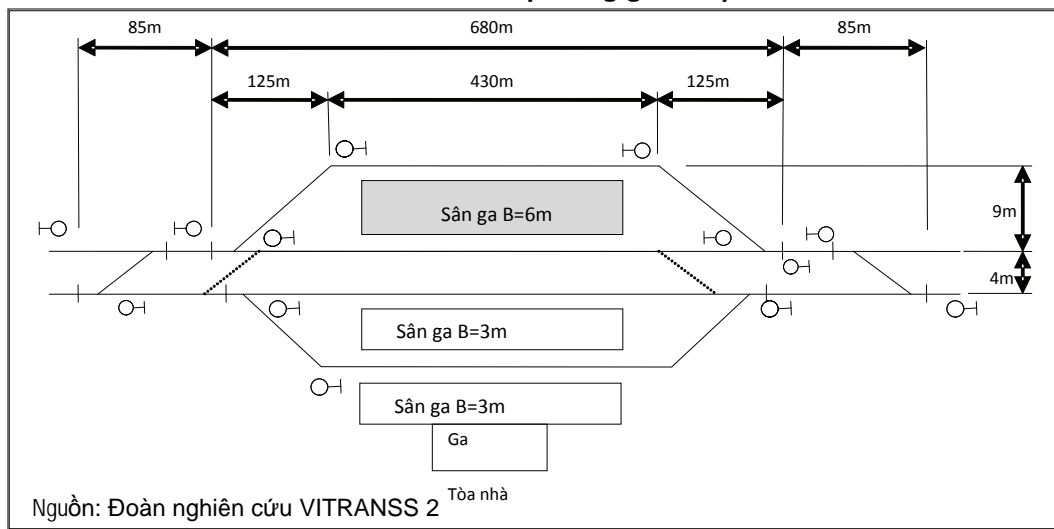 85m 680m 85m
125m 430m 125m
Sân ga B=6m
9m
4m
Sân ga B=3m
Sân ga B=3m
Ga
Tòa nhà
Nguồn: Đoàn nghiên cứu VITRANSS 2